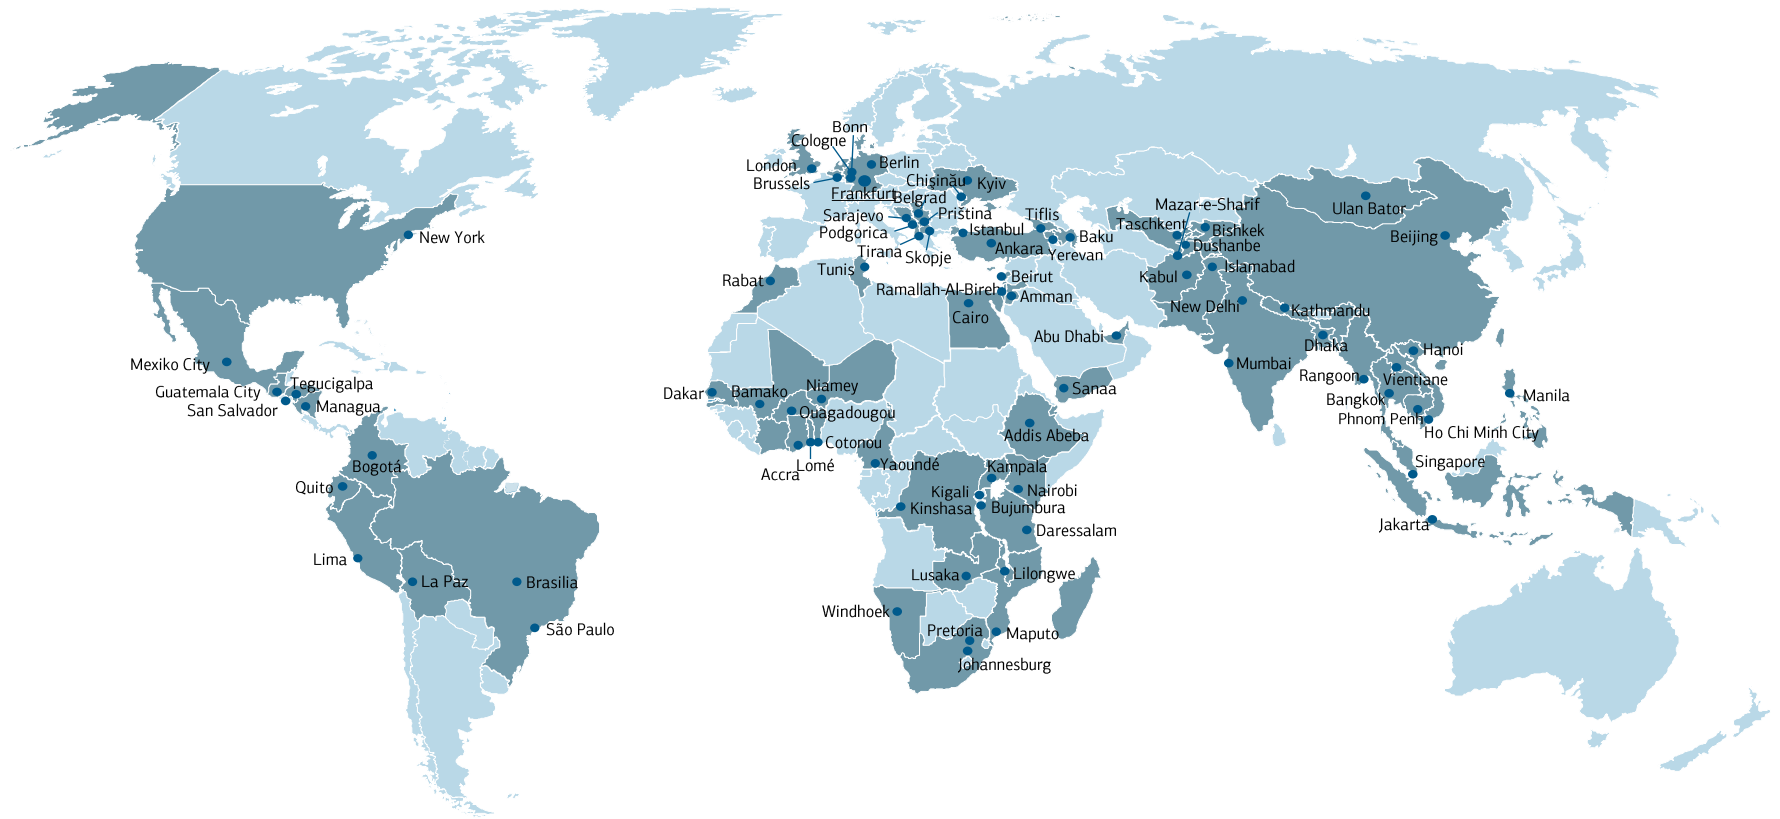 Bonn
Cologne
London
Berlin
Brussels
Frankfurt
Chișinău
Kyiv
Belgrad
Sarajevo
Priština
Podgorica
Tirana
Skopje
Istanbul
Ankara
Tiflis
Yerevan
Baku
Mazar-e-Sharif
Taschkent
Bishkek
Dushanbe
Kabul
Islamabad
Ulan Bator
Beijing
New York
Rabat
Tunis
Beirut
Ramallah-Al-Bireh
Amman
Cairo
Abu Dhabi
New Delhi
Kathmandu
Dhaka
Mumbai
Hanoi
Rangoon
Vientiane
Bangkok
Phnom Penh
Ho Chi Minh City
Manila
Mexiko City
Guatemala City
Tegucigalpa
San Salvador
Managua
Dakar
Bamako
Niamey
Ouagadougou
Sanaa
Addis Abeba
Cotonou
Lomé
Accra
Yaoundé
Bogotá
Quito
Kampala
Kigali
Nairobi
Kinshasa
Bujumbura
Daressalam
Singapore
Jakarta
Lima
La Paz
Brasilia
São Paulo
Lusaka
Lilongwe
Windhoek
Pretoria
Maputo
Johannesburg